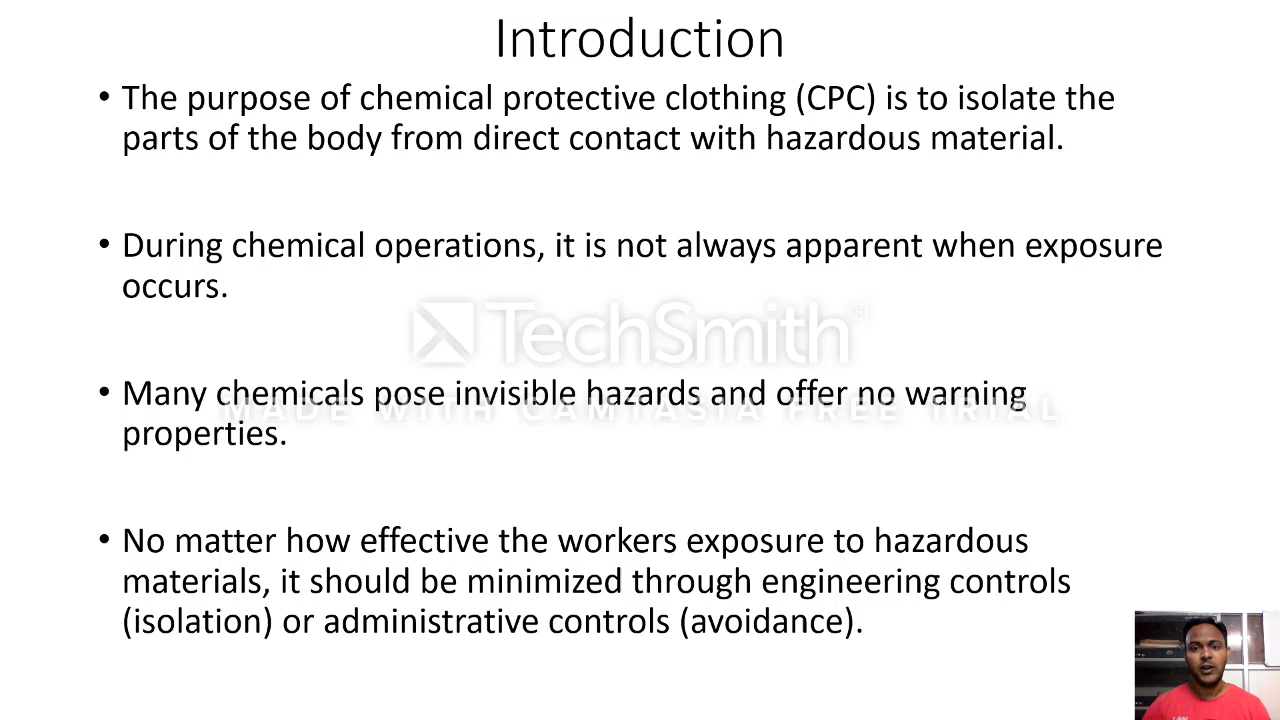 Introduction
• The purpose of chemical protective clothing (CPC) is to isolate the
parts of the body from direct contact with hazardous material.
• During chemical operations, it is not always apparent when exposure
occurs.
TechSmith®
• Many chemicals pose invisible hazards and offer no warning
MADE WITH CAMTASIA FREE TRIAL
properties.
• No matter how effective the workers exposure to hazardous
materials, it should be minimized through engineering controls
(isolation) or administrative controls (avoidance).